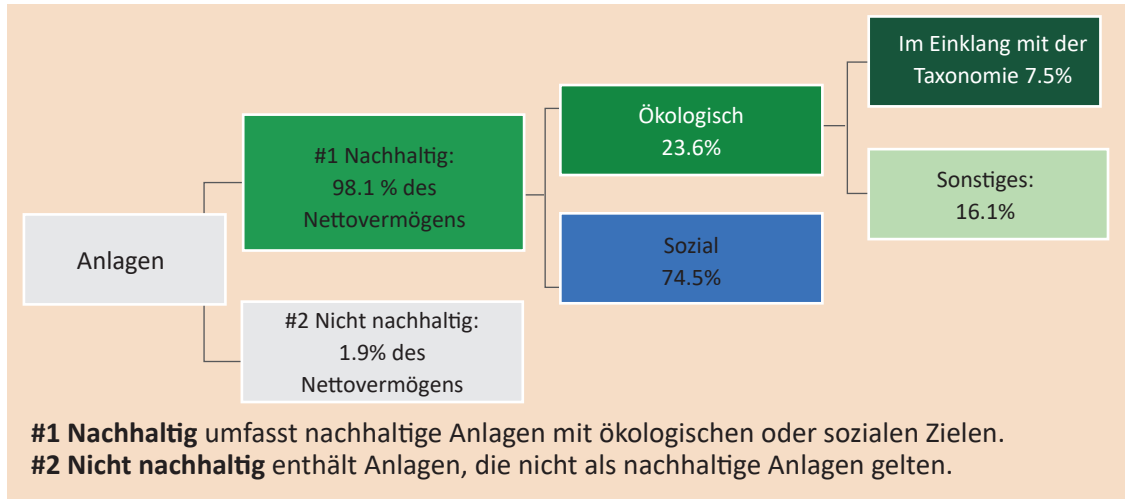 Anlagen
#1 Nachhaltig:
98.1 % des
Nettovermögens
#2 Nicht nachhaltig:
1.9% des
Nettovermögens
Ökologisch
23.6%
Sozial
74.5%
Im Einklang mit der
Taxonomie 7.5%
Sonstiges:
16.1%
#1 Nachhaltig umfasst nachhaltige Anlagen mit ökologischen oder sozialen Zielen.
#2 Nicht nachhaltig enthält Anlagen, die nicht als nachhaltige Anlagen gelten.